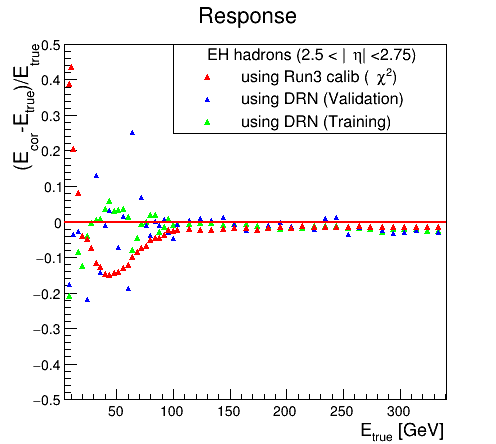 Response
(E_cor -E_true)/E_true
EH hadrons (2.5 < | η| <2.75)
using Run3 calib ( χ²)
using DRN (Validation)
using DRN (Training)
0.5
0.4
0.3
0.2
0.1
0
−0.1
−0.2
−0.3
−0.4
−0.5
50 100 150 200 250 300
E_true [GeV]